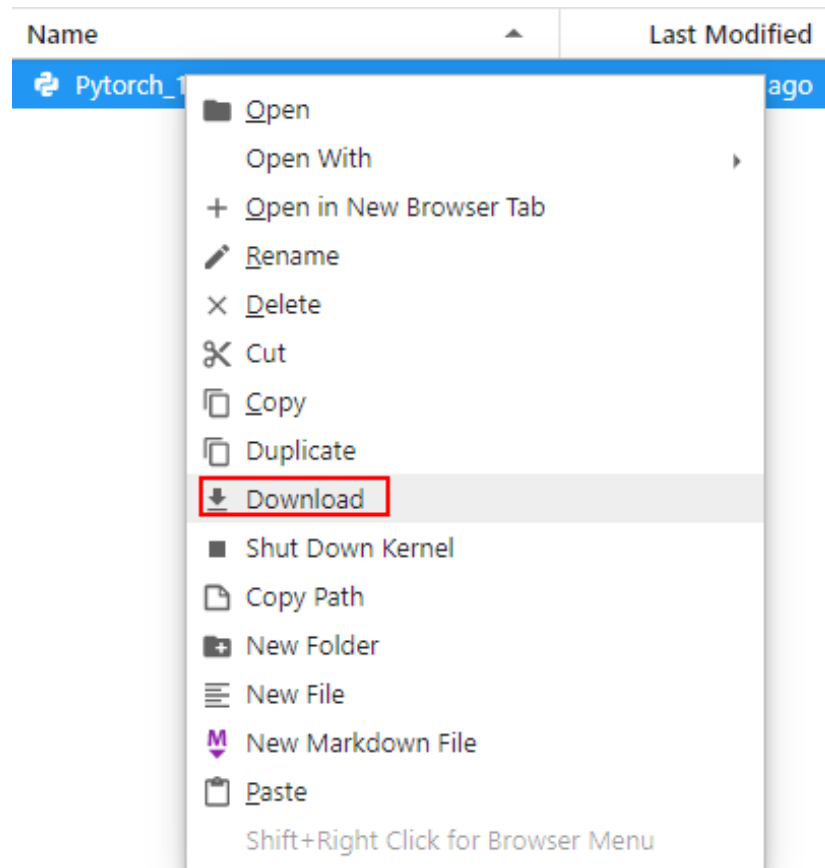 Name Last Modified
Pytorch_1 ago
Open
Open With
Open in New Browser Tab
Rename
Delete
Cut
Copy
Duplicate
Download
Shut Down Kernel
Copy Path
New Folder
New File
New Markdown File
Paste
Shift+Right Click for Browser Menu